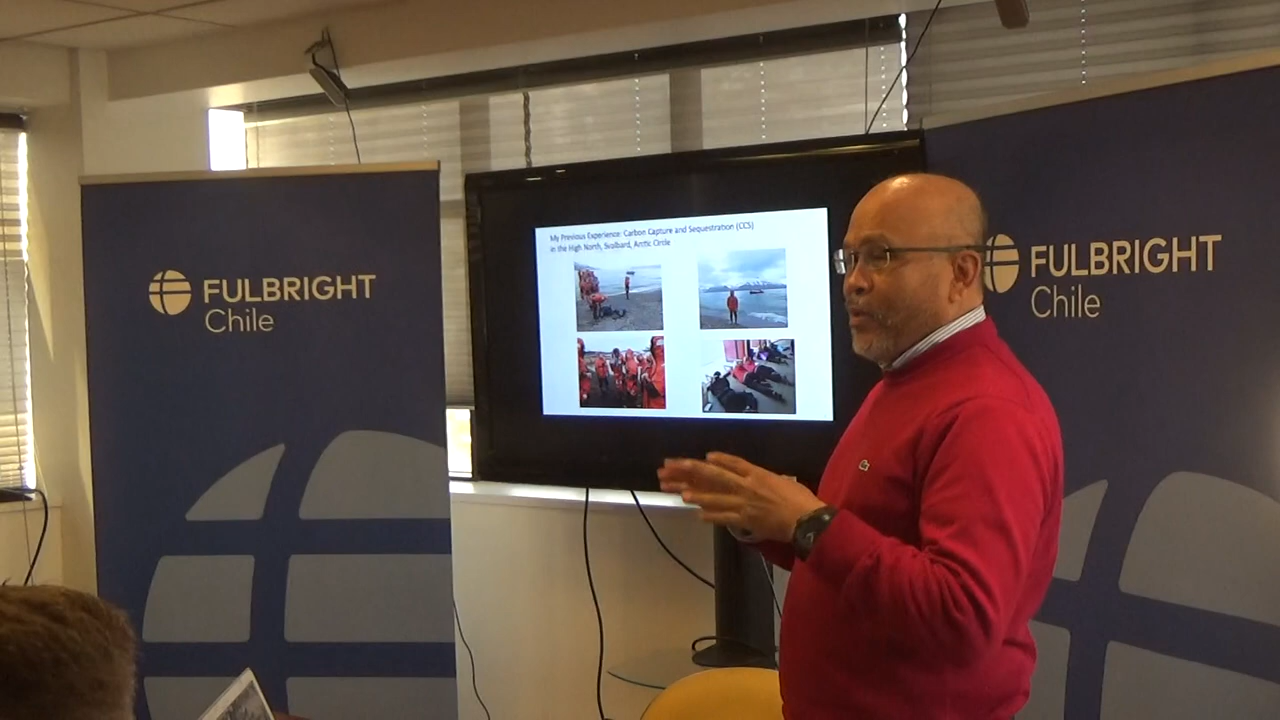 FULBRIGHT
Chile
My Previous Experience: Carbon Capture and Sequestration (CCS)
in the High North, Svalbard, Arctic Circle
FULBRIGHT
Chile